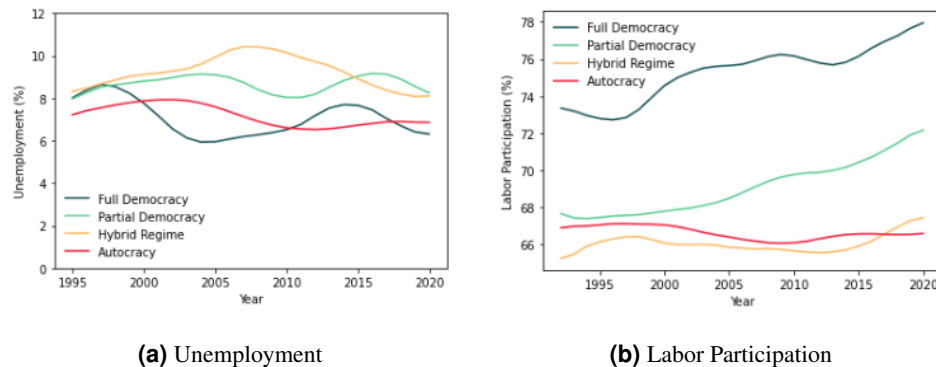 12
10
8
6
4
2
0
Unemployment (%)
Full Democracy
Partial Democracy
Hybrid Regime
Autocracy
1995 2000 2005 2010 2015 2020
Year
(a) Unemployment
78
76
74
72
70
68
66
Labor Participation (%)
Full Democracy
Partial Democracy
Hybrid Regime
Autocracy
1995 2000 2005 2010 2015 2020
Year
(b) Labor Participation